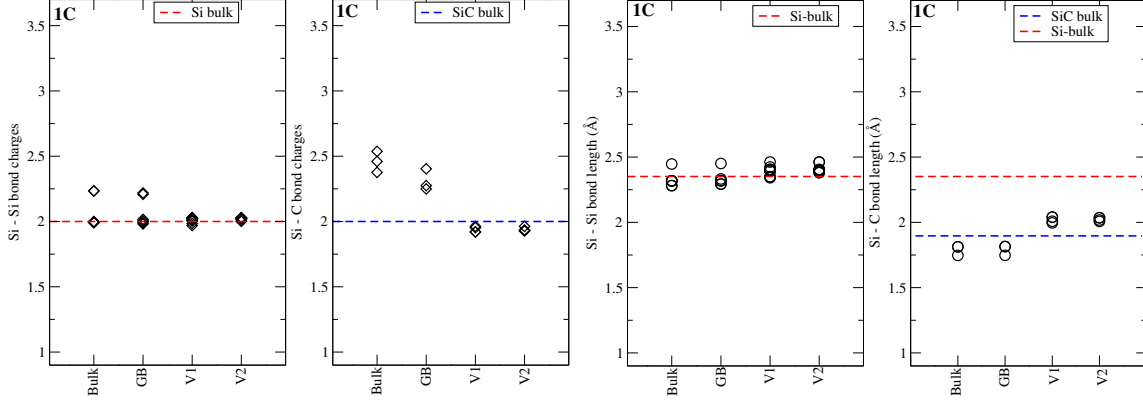 1C
Si bulk
Si - Si bond charges
3.5
3
2.5
2
1.5
1
Bulk
GB
V1
V2
1C
SiC bulk
Si - C bond charges
3.5
3
2.5
2
1.5
1
Bulk
GB
V1
V2
1C
Si-bulk
Si - Si bond length (Å)
3.5
3
2.5
2
1.5
1
Bulk
GB
V1
V2
1C
SiC bulk
Si-bulk
Si - C bond length (Å)
3.5
3
2.5
2
1.5
1
Bulk
GB
V1
V2